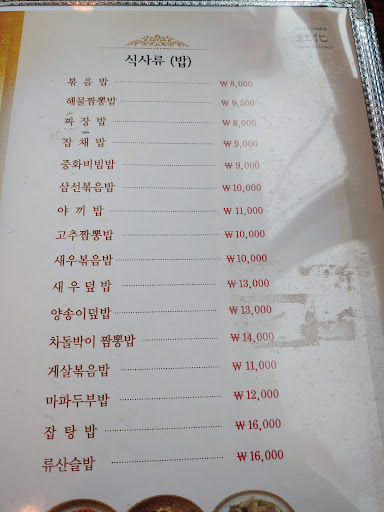 식사류 (밥)
볶음밥 ₩ 8,000
해물짬뽕밥 ₩ 9,500
짜장밥 ₩ 8,000
잡채밥 ₩ 9,000
중화비빔밥 ₩ 9,000
삼선볶음밥 ₩ 10,000
야끼밥 ₩ 11,000
고추짬뽕밥 ₩ 10,000
새우볶음밥 ₩ 10,000
새우덮밥 ₩ 13,000
양송이덮밥 ₩ 13,000
차돌박이 짬뽕밥 ₩ 14,000
게살볶음밥 ₩ 11,000
마파두부밥 ₩ 12,000
잡탕밥 ₩ 16,000
류산슬밥 ₩ 16,000